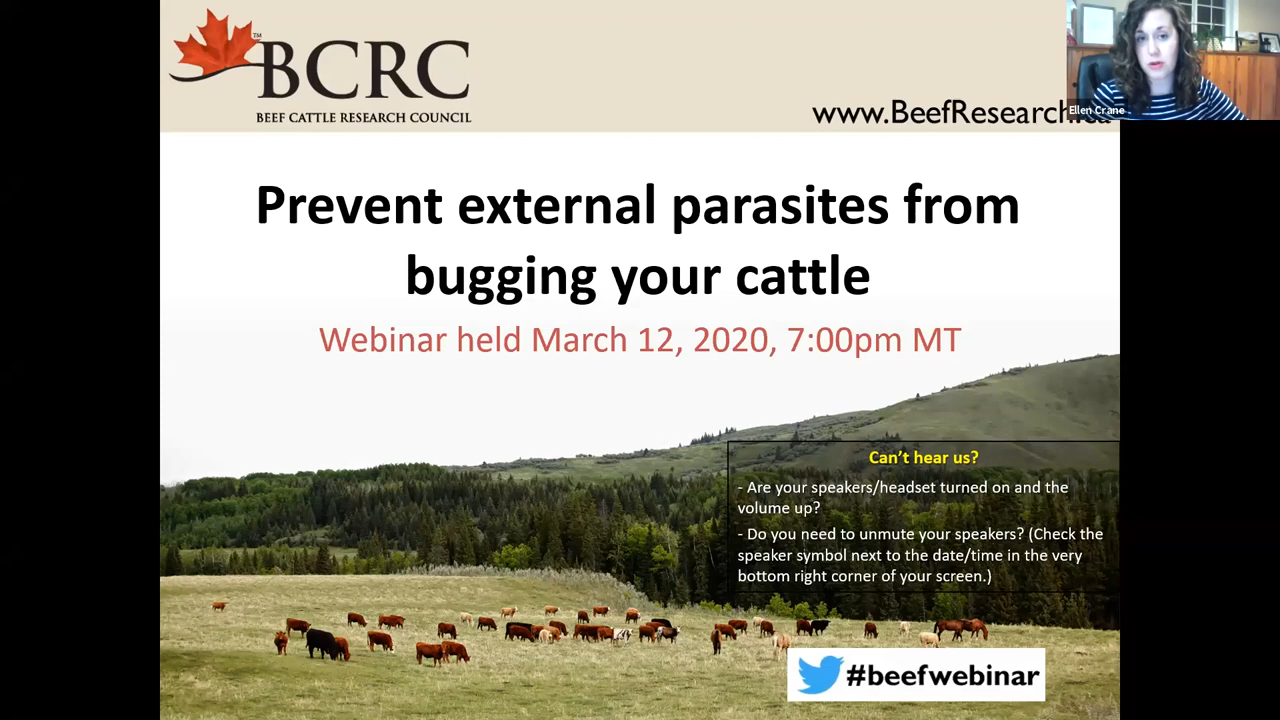 BCRC
TM
BEEF CATTLE RESEARCH COUNCIL
www.BeefResearch.ca
Ellen Crane
Prevent external parasites from
bugging your cattle
Webinar held March 12, 2020, 7:00pm MT
Can't hear us?
- Are your speakers/headset turned on and the
volume up?
- Do you need to unmute your speakers? (Check the
speaker symbol next to the date/time in the very
bottom right corner of your screen.)
#beefwebinar